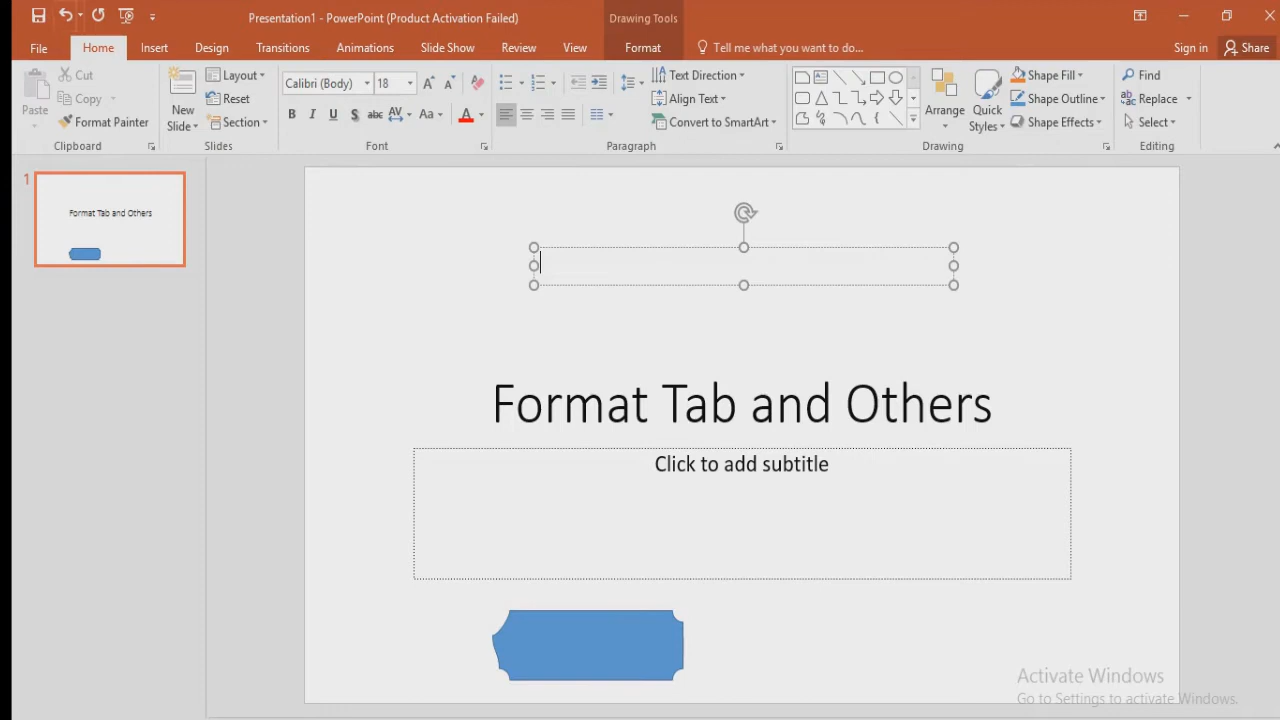 Presentation1 - PowerPoint (Product Activation Failed)
Drawing Tools
File
Home
Insert
Design
Transitions
Animations
Slide Show
Review
View
Format
Tell me what you want to do...
Sign in
Share
Paste
Cut
Copy
Format Painter
Clipboard
New
Slide
Layout
Reset
Section
Slides
Calibri (Body)
18
A
A
B
I
U
S
abc
AV
Aa
A
Font
Text Direction
Align Text
Convert to SmartArt
Paragraph
Arrange
Quick
Styles
Shape Fill
Shape Outline
Shape Effects
Drawing
Find
Replace
Select
Editing
1
Format Tab and Others
Format Tab and Others
Click to add subtitle
Activate Windows
Go to Settings to activate Windows.